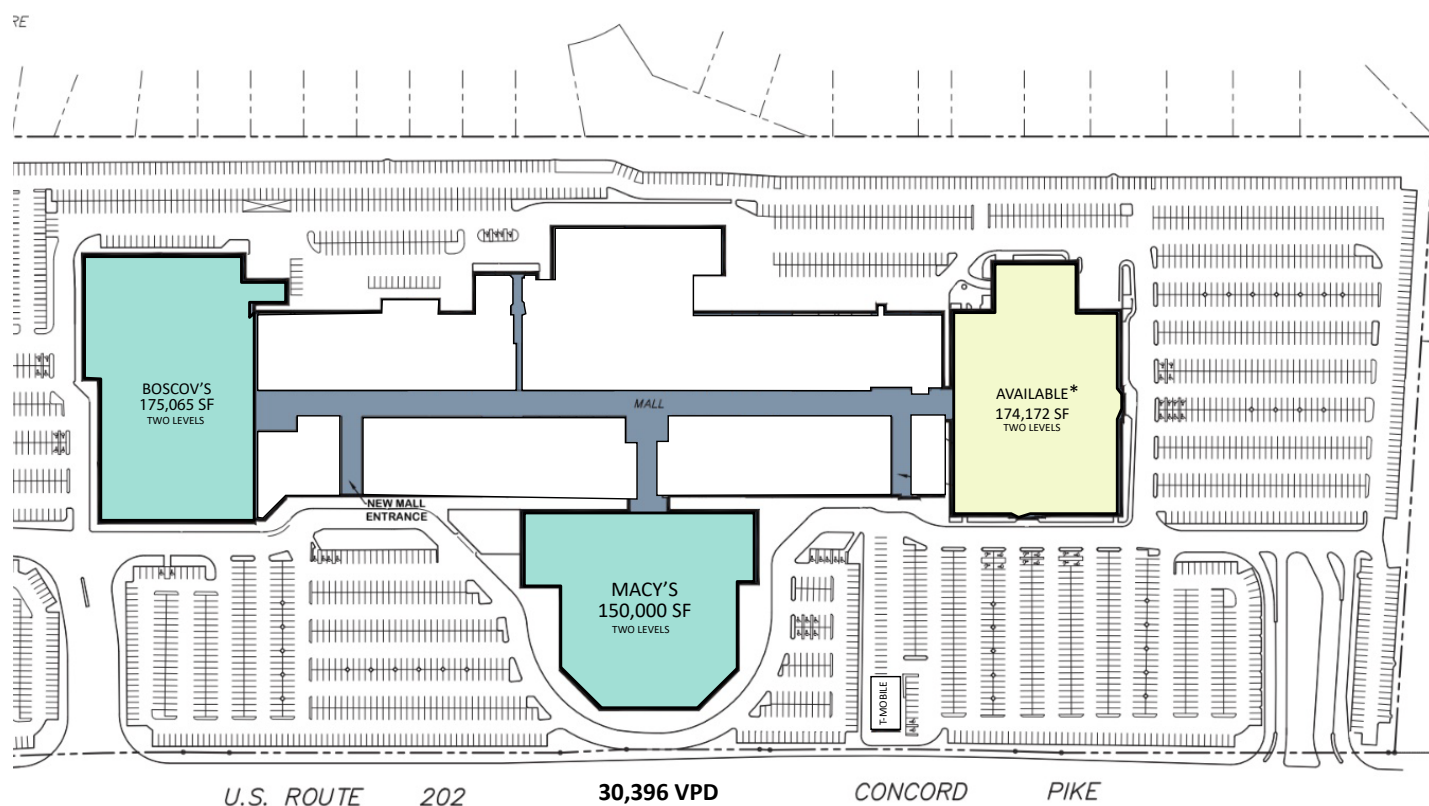 RE
BOSCOV'S
175,065 SF
TWO LEVELS
MALL
AVAILABLE*
174,172 SF
TWO LEVELS
NEW MALL
ENTRANCE
MACY'S
150,000 SF
TWO LEVELS
T-MOBILE
U.S. ROUTE 202 30,396 VPD CONCORD PIKE